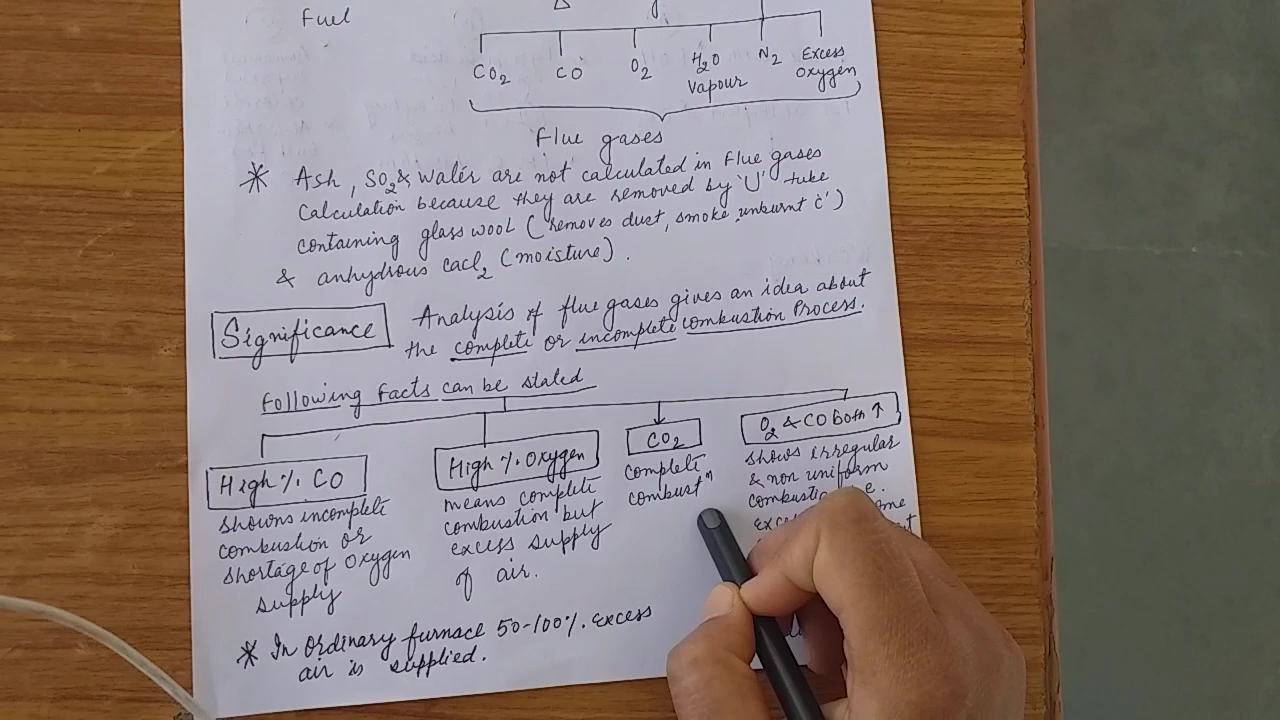 Fuel
CO2 CO O2 H2O Vapour N2 Excess Oxygen
Flue gases
* Ash, SO2 & Water are not calculated in flue gases
Calculation because they are removed by 'U' tube
containing glass wool (removes dust, smoke, unburnt 'c')
& anhydrous CaCl2 (moisture).
Significance
Analysis of flue gases gives an idea about
the complete or incomplete combustion Process.
Following Facts can be stated
High % CO
showns incomplete
combustion or
shortage of Oxygen
supply
High % Oxygen
means complete
combustion but
excess supply
of air.
CO2
complete
combustn
O2 & CO both ↑
shows irregular
& non uniform
* In Ordinary furnace 50-100% excess
air is supplied.